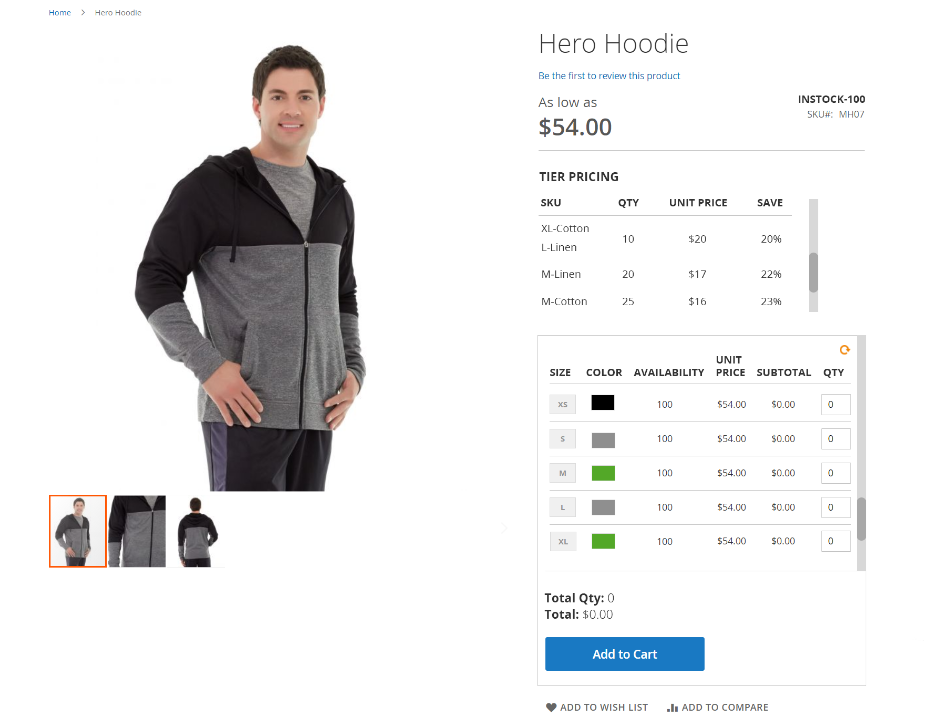 Home > Hero Hoodie
Hero Hoodie
Be the first to review this product
As low as
$54.00
INSTOCK-100
SKU#: MH07
TIER PRICING
SKU QTY UNIT PRICE SAVE
XL-Cotton
L-Linen
10 $20 20%
M-Linen 20 $17 22%
M-Cotton 25 $16 23%
SIZE COLOR AVAILABILITY UNIT PRICE SUBTOTAL QTY
XS 100 $54.00 $0.00 0
S 100 $54.00 $0.00 0
M 100 $54.00 $0.00 0
L 100 $54.00 $0.00 0
XL 100 $54.00 $0.00 0
Total Qty: 0
Total: $0.00
Add to Cart
ADD TO WISH LIST ADD TO COMPARE